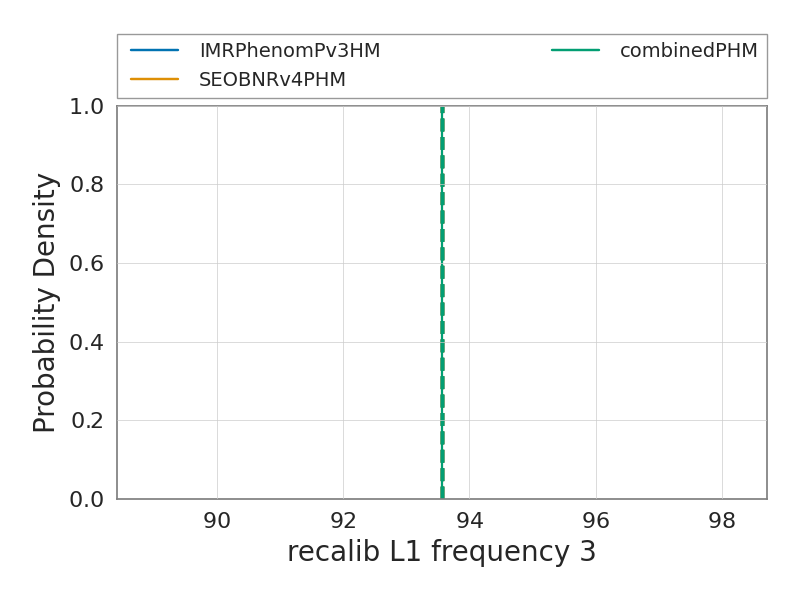 IMRPhenomPv3HM
SEOBNRv4PHM
combinedPHM
1.0
0.8
0.6
0.4
0.2
0.0
Probability Density
90 92 94 96 98
recalib L1 frequency 3